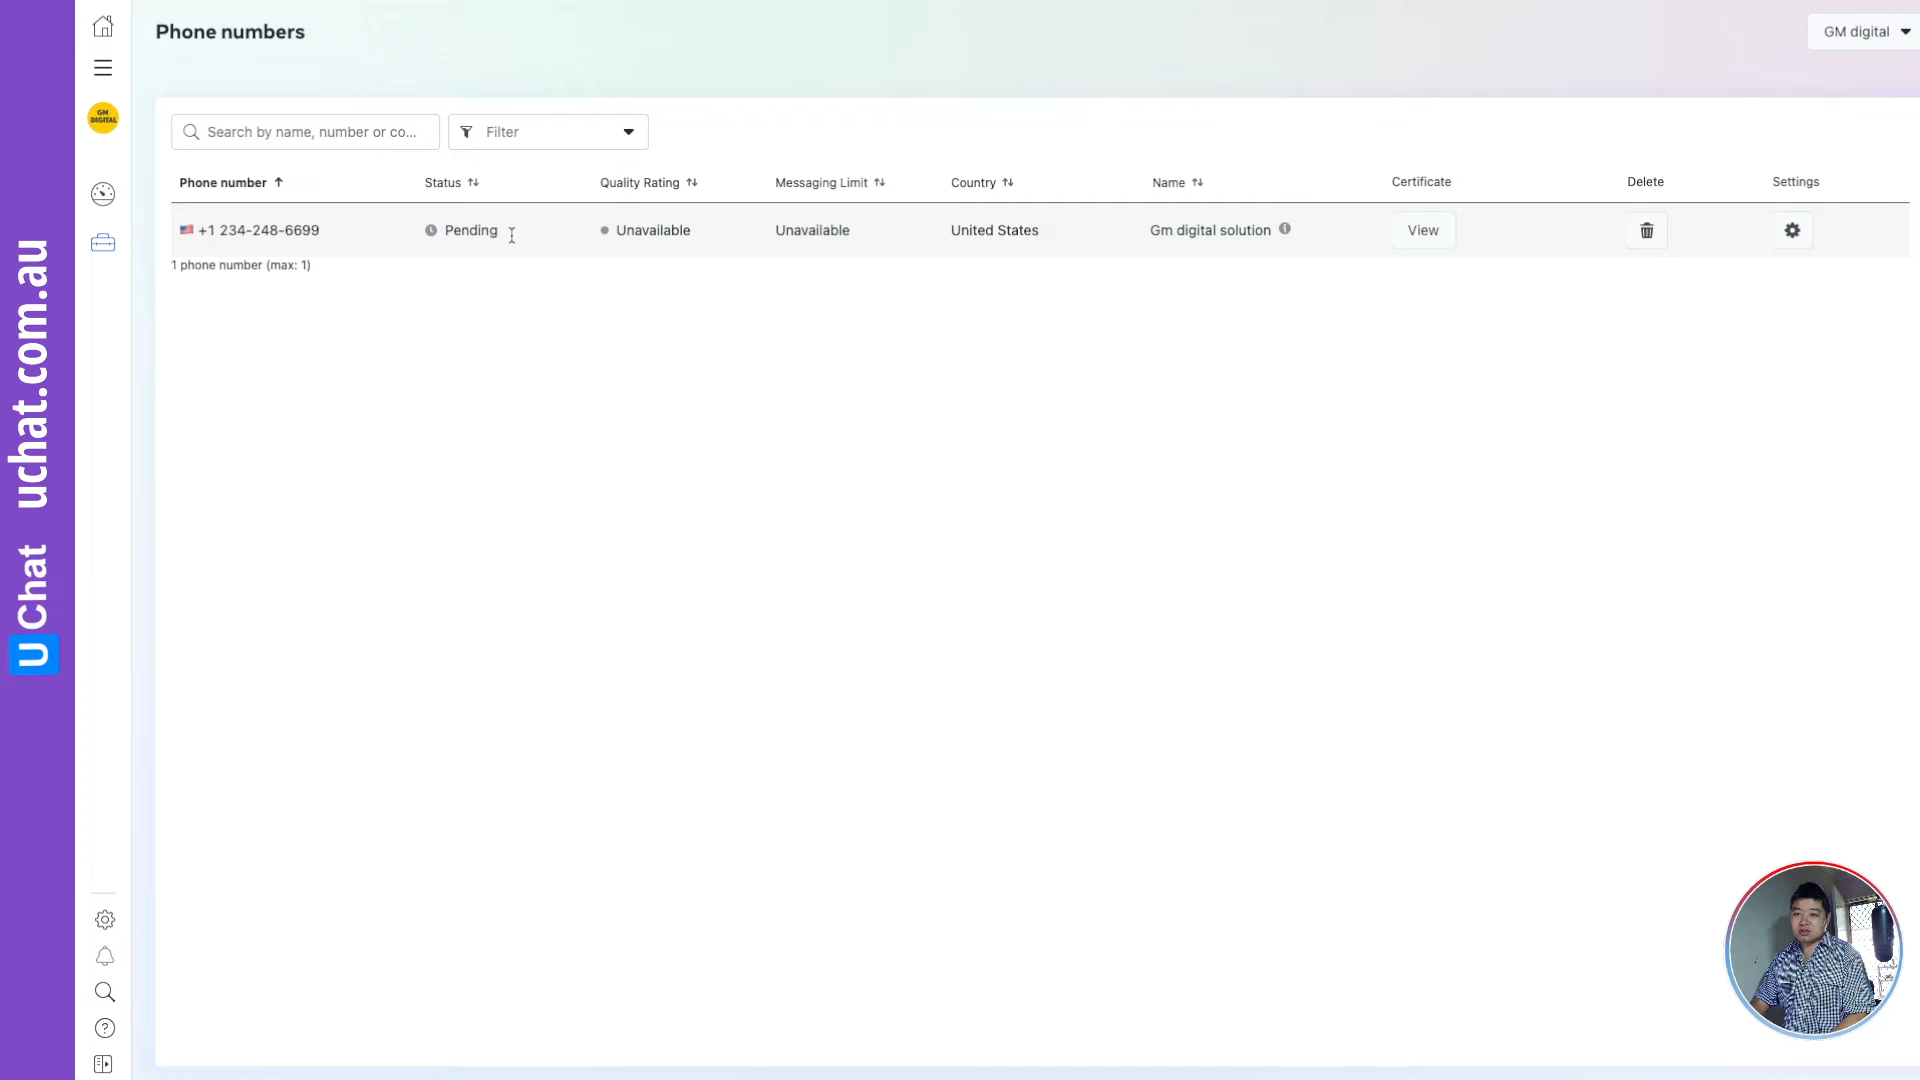 Phone numbers
GM digital
GM
DIGITAL
Search by name, number or co...
Filter
Phone number
Status
Quality Rating
Messaging Limit
Country
Name
Certificate
Delete
Settings
+1 234-248-6699
Pending
Unavailable
Unavailable
United States
Gm digital solution
View
1 phone number (max: 1)
U Chat uchat.com.au